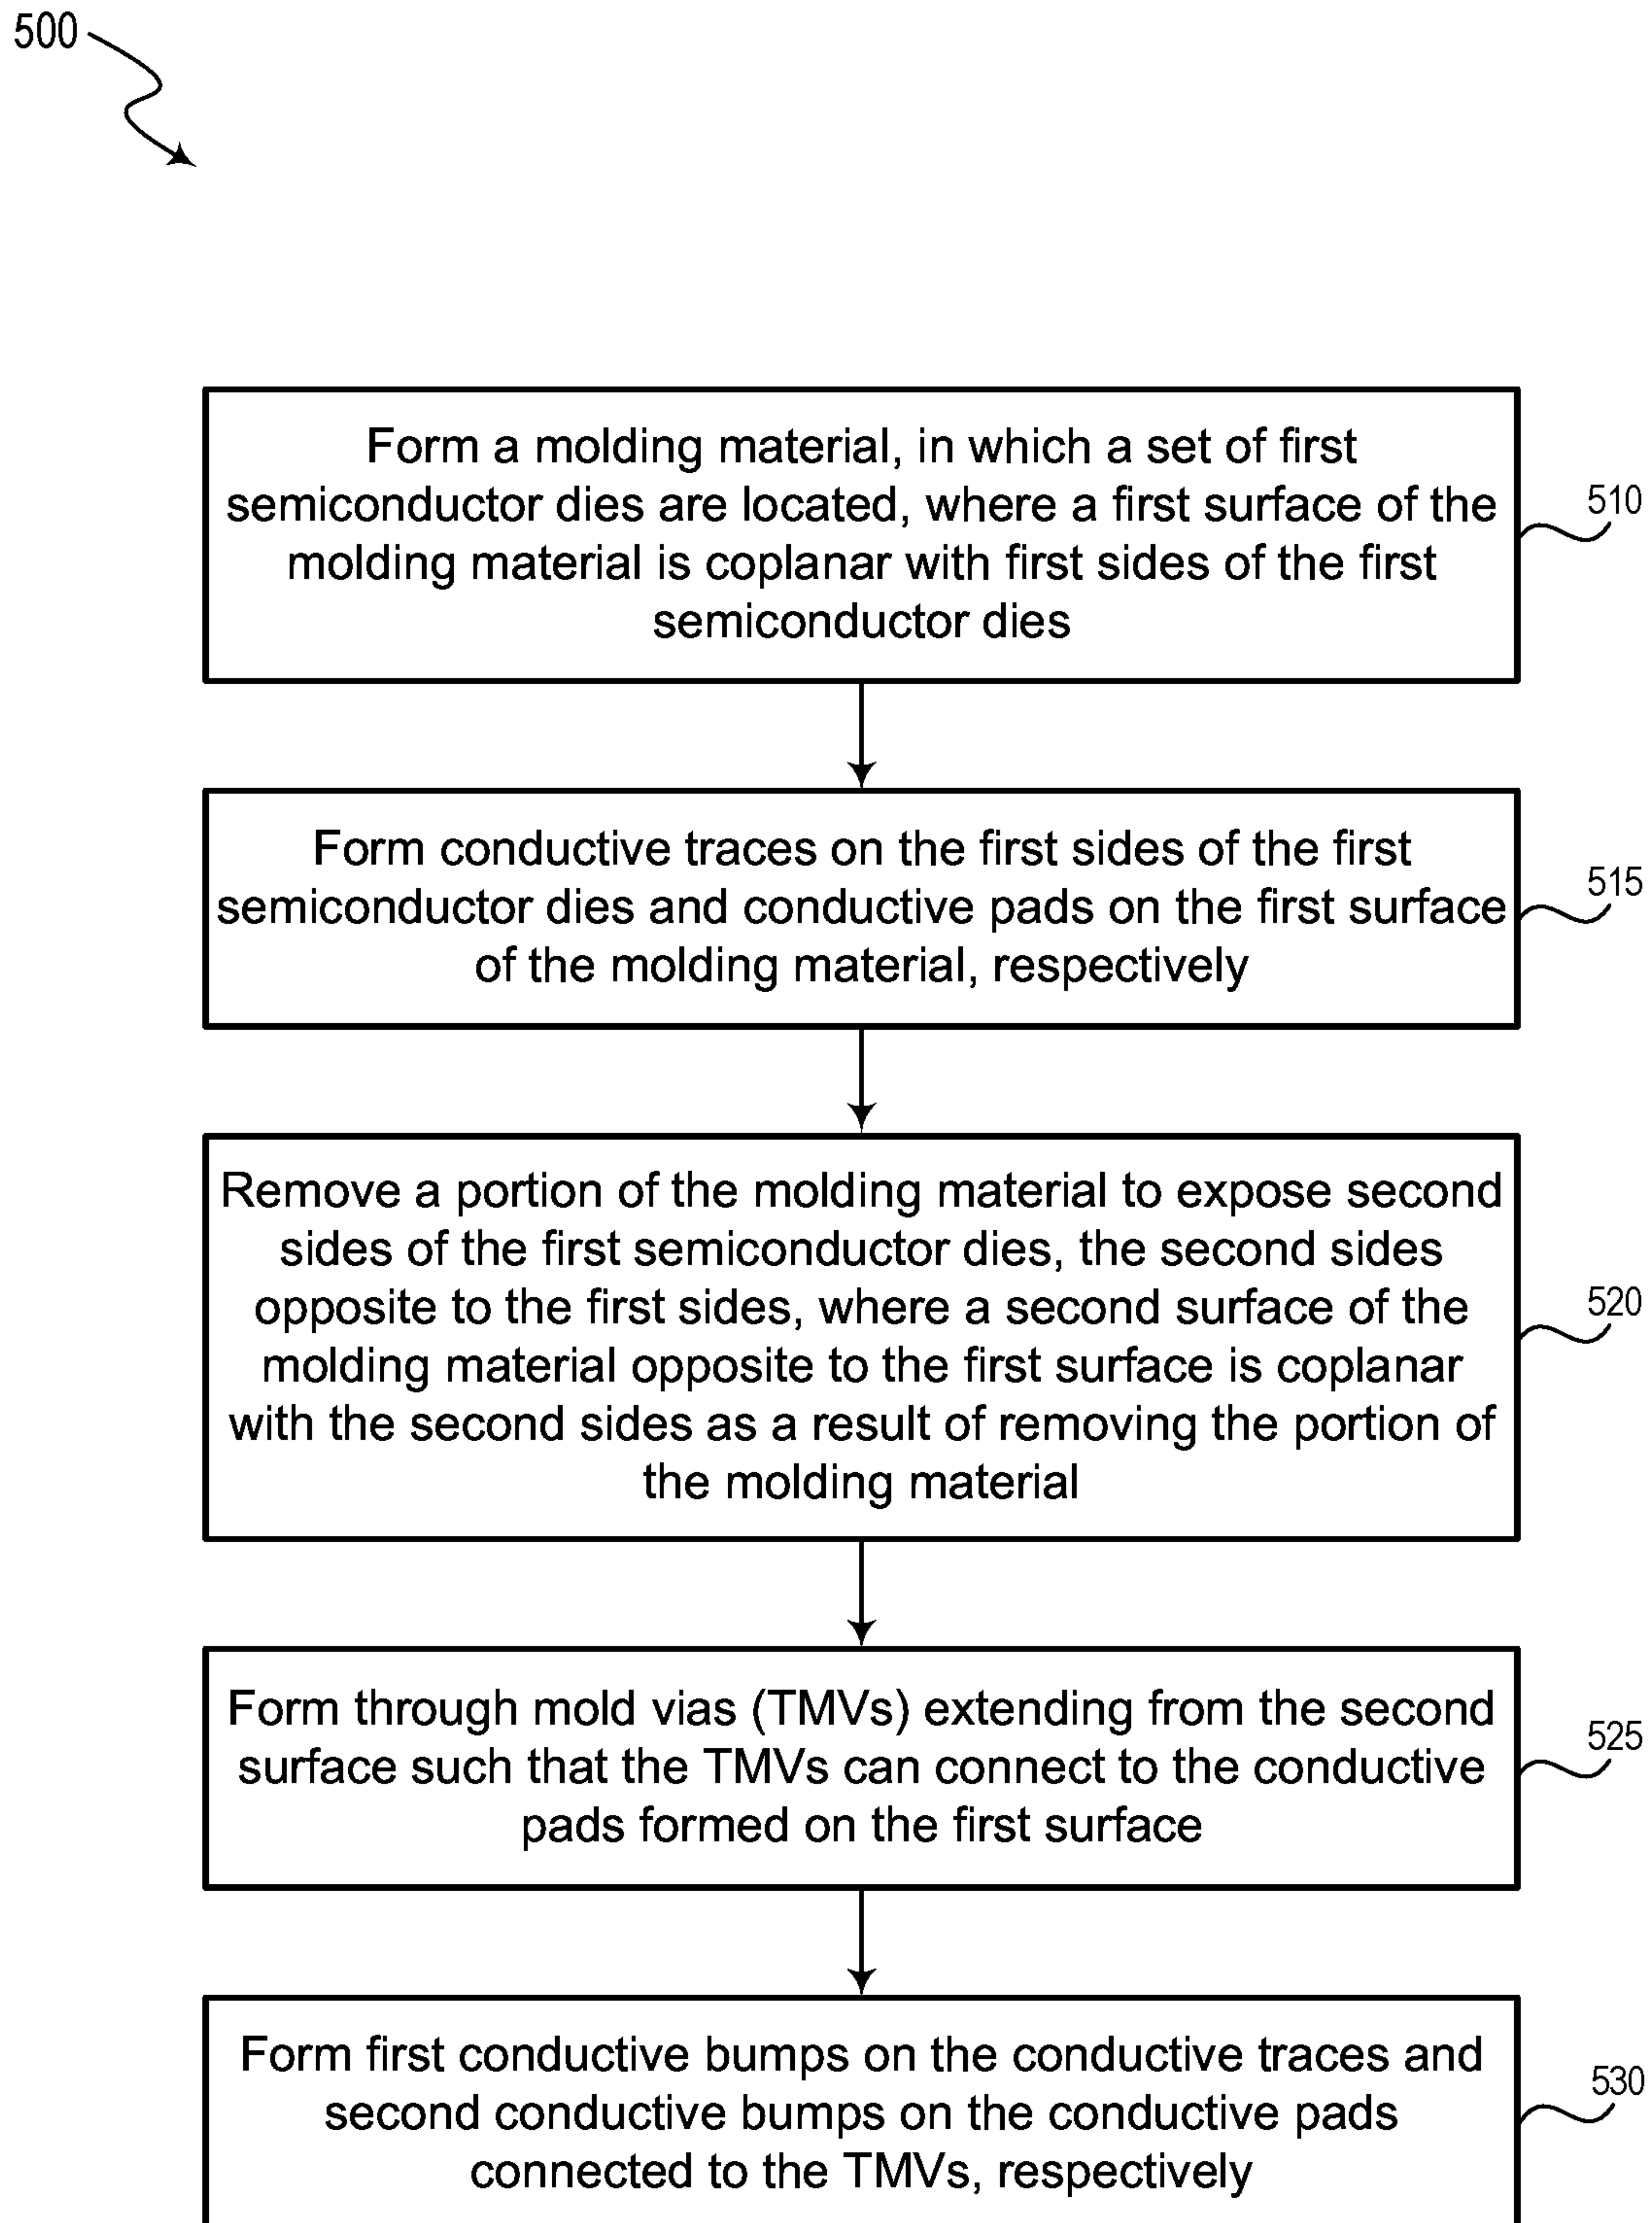 500
Form a molding material, in which a set of first
semiconductor dies are located, where a first surface of the
molding material is coplanar with first sides of the first
semiconductor dies
510
Form conductive traces on the first sides of the first
semiconductor dies and conductive pads on the first surface
of the molding material, respectively
515
Remove a portion of the molding material to expose second
sides of the first semiconductor dies, the second sides
opposite to the first sides, where a second surface of the
molding material opposite to the first surface is coplanar
with the second sides as a result of removing the portion of
the molding material
520
Form through mold vias (TMVs) extending from the second
surface such that the TMVs can connect to the conductive
pads formed on the first surface
525
Form first conductive bumps on the conductive traces and
second conductive bumps on the conductive pads
connected to the TMVs, respectively
530